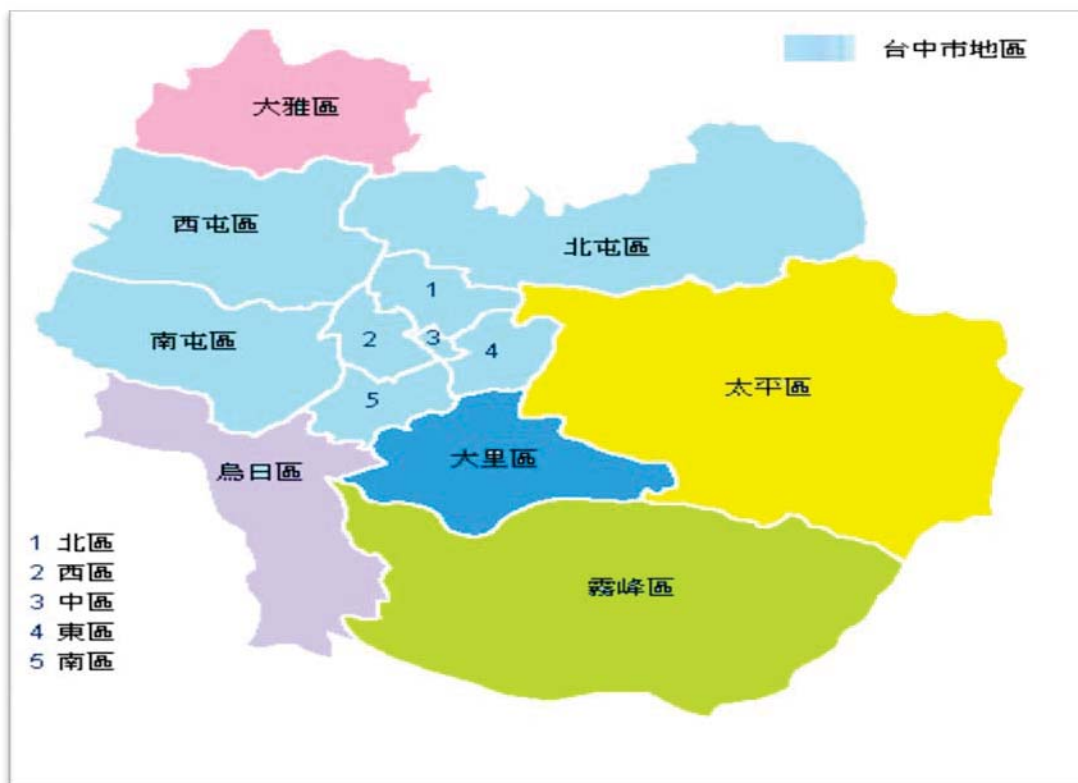 台中市地區
大雅區
西屯區
北屯區
1
南屯區
2
3
4
太平區
5
大里區
烏日區
霧峰區
1 北區
2 西區
3 中區
4 東區
5 南區